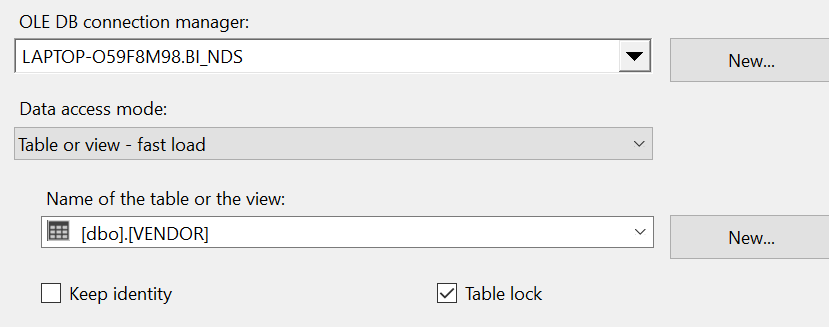 OLE DB connection manager:
LAPTOP-O59F8M98.BI_NDS
New...
Data access mode:
Table or view - fast load
Name of the table or the view:
[dbo].[VENDOR]
New...
Keep identity
Table lock